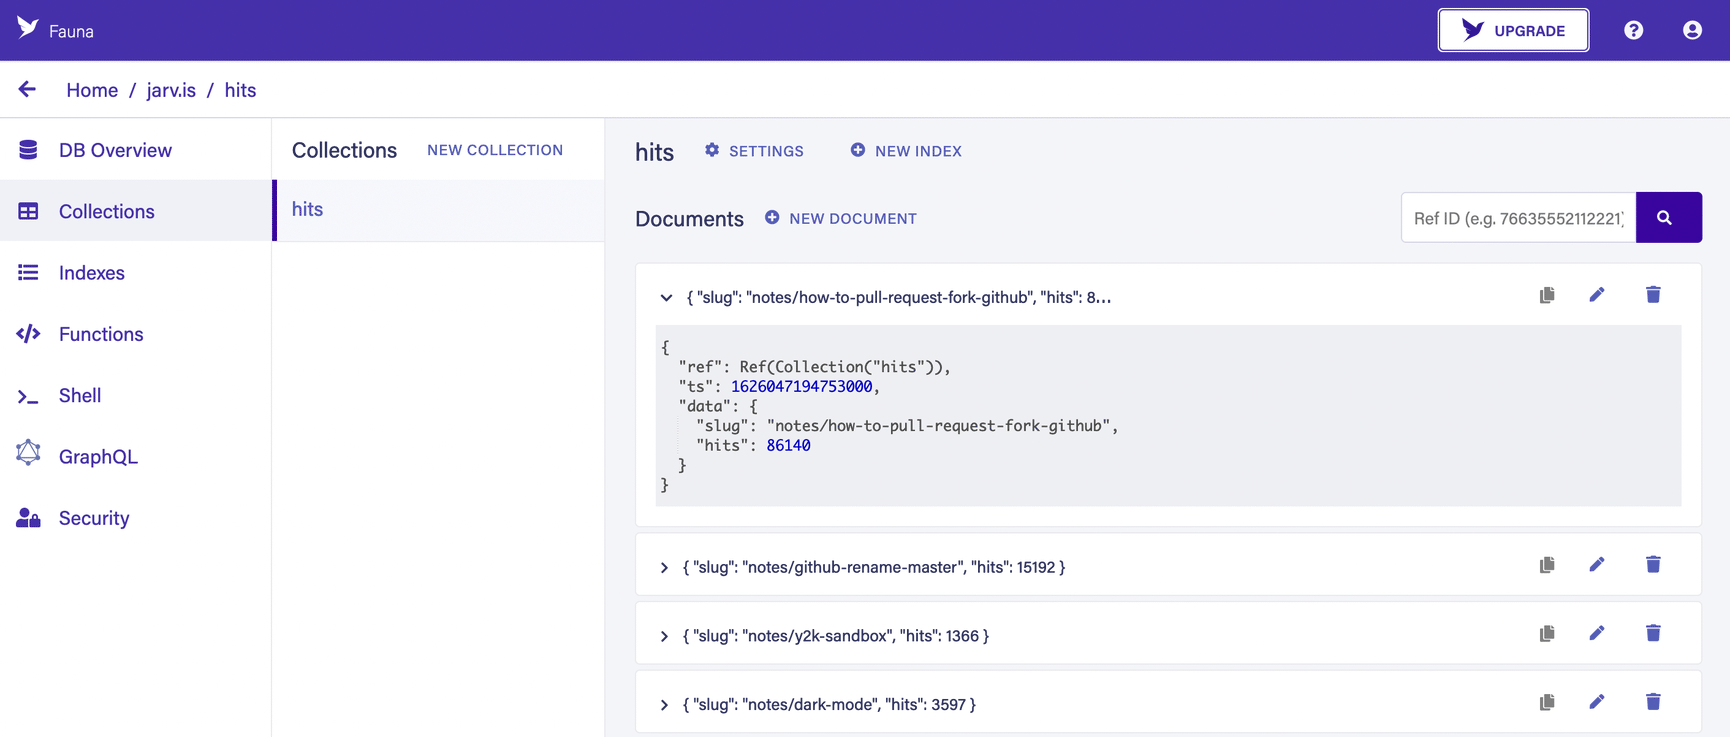 Fauna
UPGRADE
Home / jarv.is / hits
DB Overview
Collections
Indexes
Functions
Shell
GraphQL
Security
Collections NEW COLLECTION
hits
hits SETTINGS NEW INDEX
Documents NEW DOCUMENT
Ref ID (e.g. 76635552112221)
{ "slug": "notes/how-to-pull-request-fork-github", "hits": 8...
{
"ref": Ref(Collection("hits")),
"ts": 1626047194753000,
"data": {
"slug": "notes/how-to-pull-request-fork-github",
"hits": 86140
}
}
{ "slug": "notes/github-rename-master", "hits": 15192 }
{ "slug": "notes/y2k-sandbox", "hits": 1366 }
{ "slug": "notes/dark-mode", "hits": 3597 }